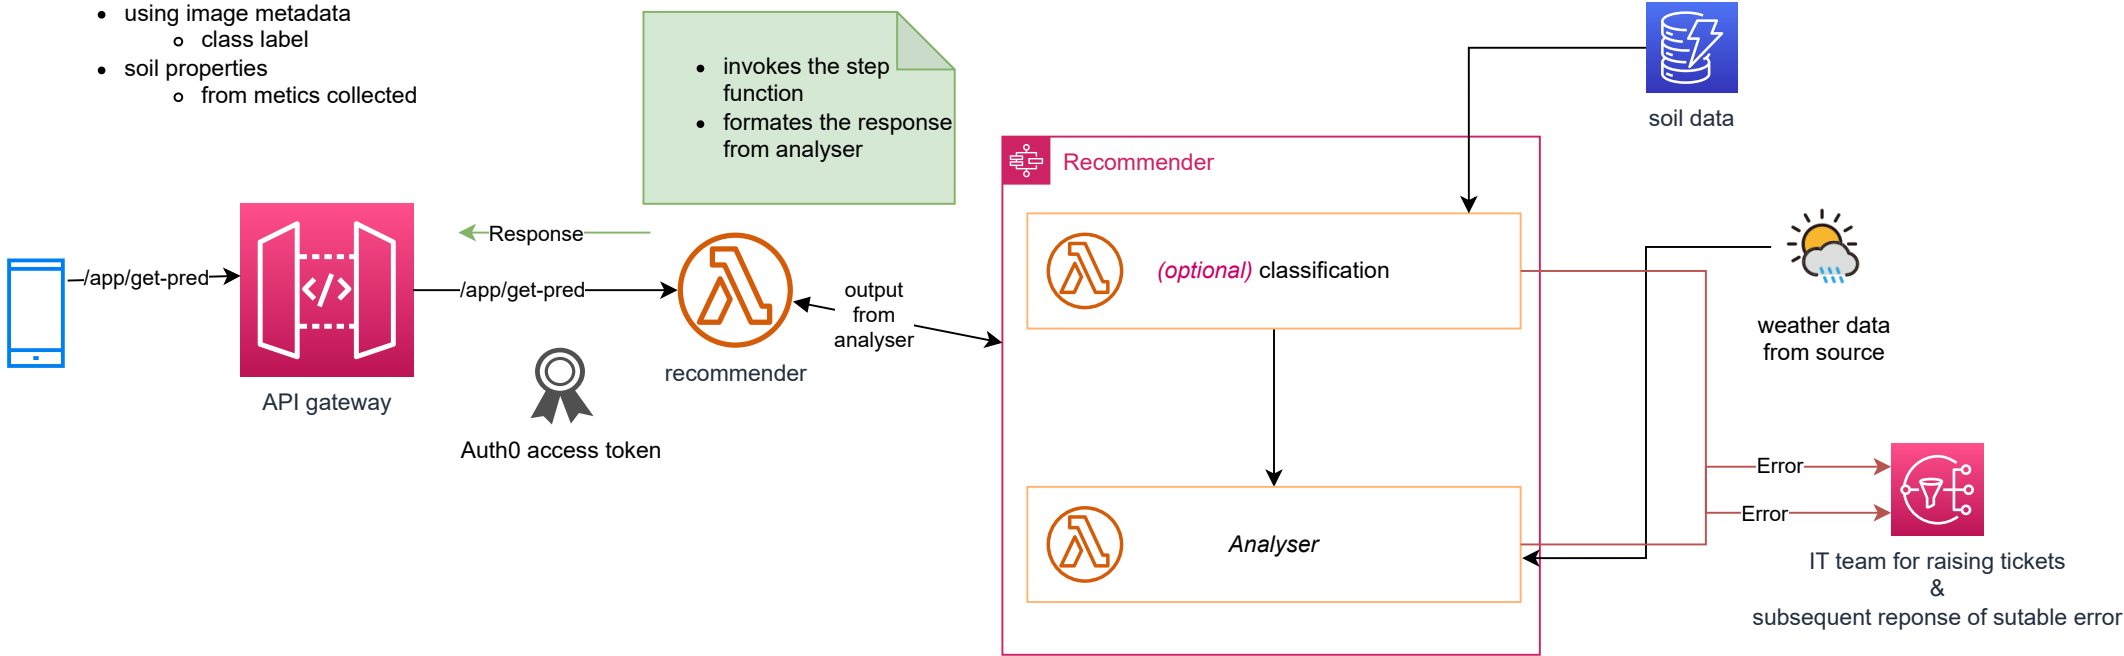 using image metadata
class label
soil properties
from metics collected
invokes the step
function
formates the response
from analyser
soil data
Recommender
(optional) classification
/app/get-pred
API gateway
Response
/app/get-pred
Auth0 access token
recommender
output
from
analyser
weather data
from source
Analyser
Error
Error
IT team for raising tickets
&
subsequent reponse of sutable error